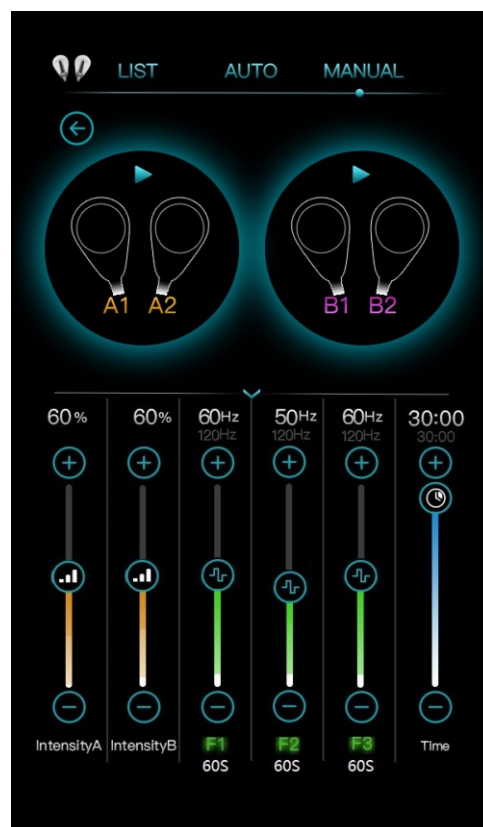 LIST AUTO MANUAL
A1 A2 B1 B2
60% 60% 60Hz 50Hz 60Hz 30:00
120Hz 120Hz 120Hz 30:00
IntensityA IntensityB F1 F2 F3 TIme
60S 60S 60S